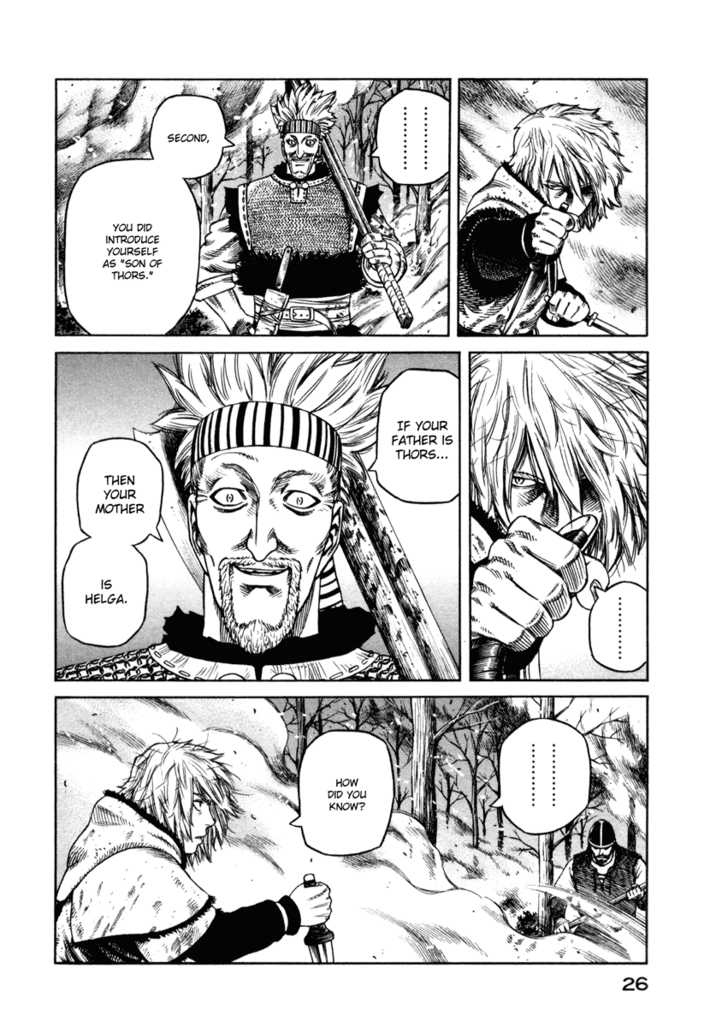 ......
SECOND,
YOU DID
INTRODUCE
YOURSELF
AS "SON OF
THORS."
......
IF YOUR
FATHER IS
THORS...
THEN
YOUR
MOTHER
IS
HELGA.
......
HOW
DID YOU
KNOW?
26